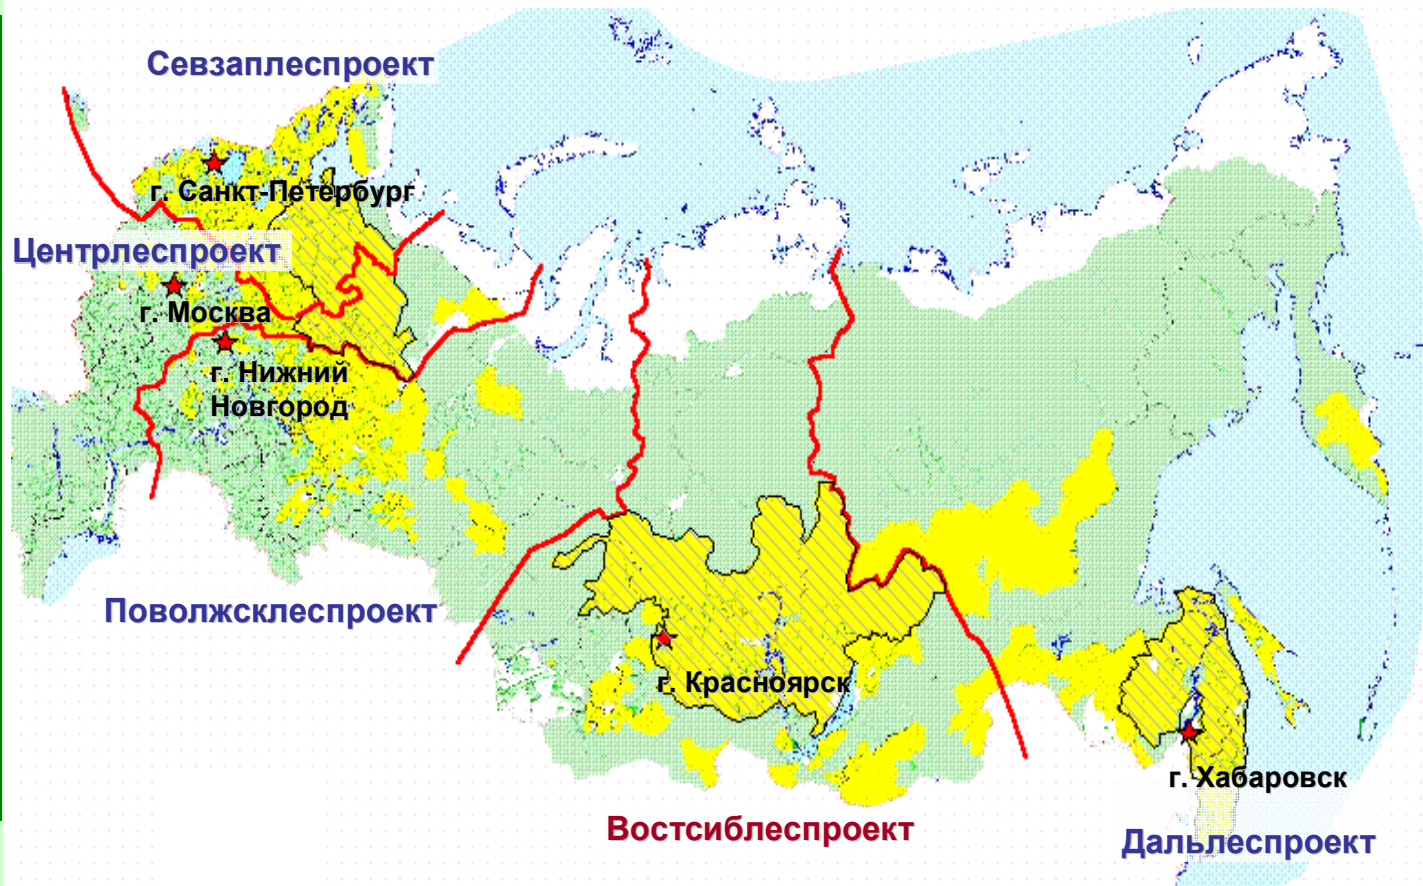 Севзаплеспроект
г. Санкт-Петербург
Центрлеспроект
г. Москва
г. Нижний
Новгород
Поволжсклеспроект
г. Красноярск
г. Хабаровск
Востсиблеспроект
Дальлеспроект